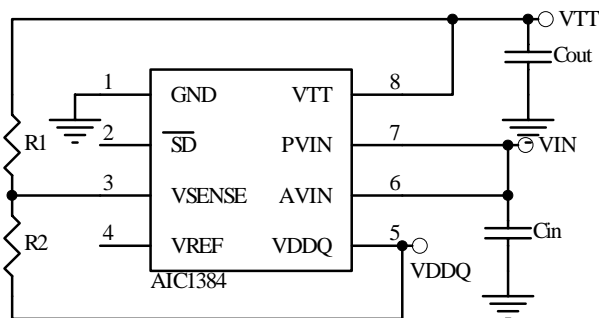 VTT
Cout
1 GND VTT 8
R1
2 SD PVIN 7 VIN
3 VSENSE AVIN 6
R2
4 VREF VDDQ 5
Cin
VDDQ
AIC1384